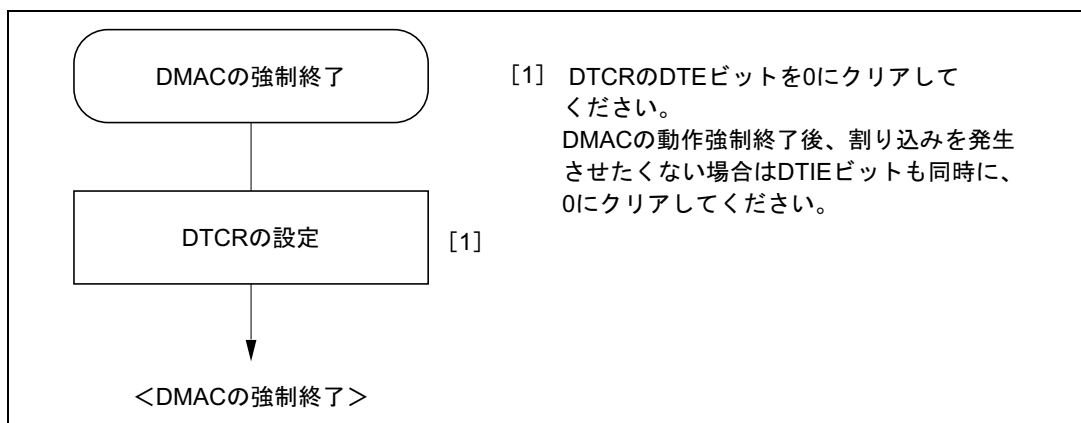 DMACの強制終了
DTCRの設定
[1]
<DMACの強制終了>
[1] DTCRのDTEビットを0にクリアして
ください。
DMACの動作強制終了後、割り込みを発生
させたくない場合はDTIEビットも同時に、
0にクリアしてください。